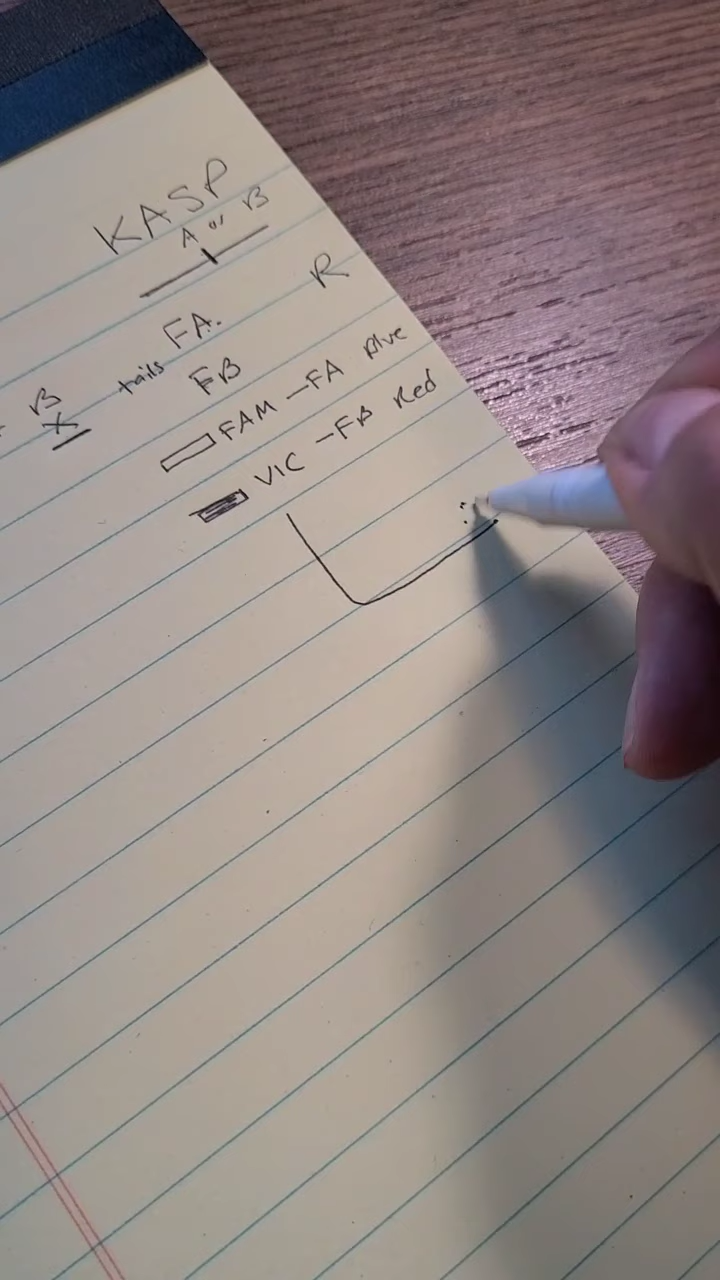 KASP
A or B
R
FA.
B tails FB
X
FAM - FA Blue
VIC - FB Red